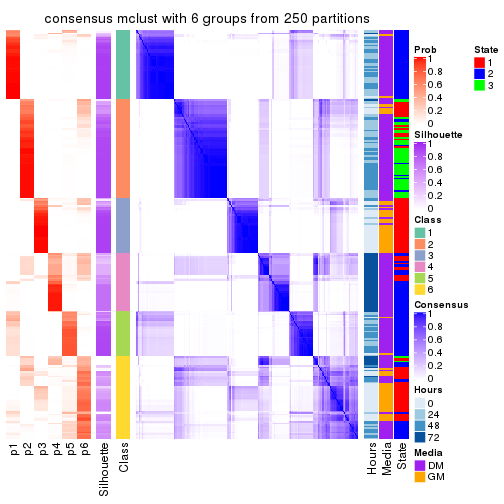 consensus mclust with 6 groups from 250 partitions
p1
p2
p3
p4
p5
p6
Silhouette
Class
Hours
Media
State
Prob
1
0.8
0.6
0.4
0.2
0
Silhouette
1
0.8
0.6
0.4
0.2
0
Class
1
2
3
4
5
6
Consensus
1
0.8
0.6
0.4
0.2
0
Hours
0
24
48
72
Media
DM
GM
State
1
2
3